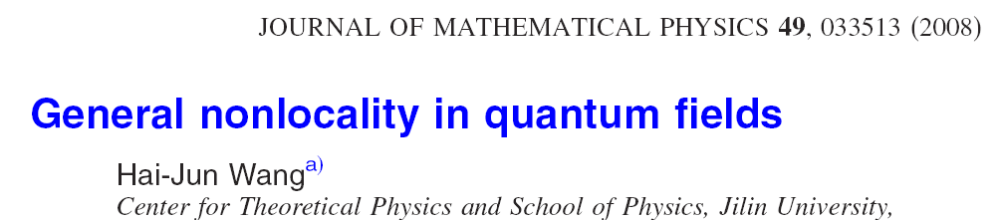 JOURNAL OF MATHEMATICAL PHYSICS 49, 033513 (2008)
General nonlocality in quantum fields
Hai-Jun Wang a)
Center for Theoretical Physics and School of Physics, Jilin University,